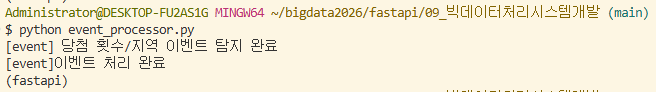 Administrator@DESKTOP-FU2AS1G MINGW64 ~/bigdata2026/fastapi/09_빅데이터처리시스템개발 (main)
$ python event_processor.py
[event] 당첨 횟수/지역 이벤트 탐지 완료
[event]이벤트 처리 완료
(fastapi)